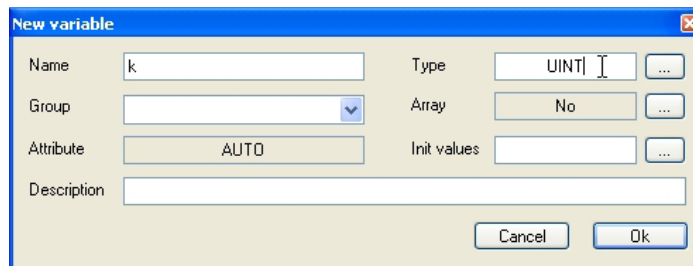 New variable
Name k Type UINT ...
Group Array No ...
Attribute AUTO Init values ...
Description
Cancel Ok